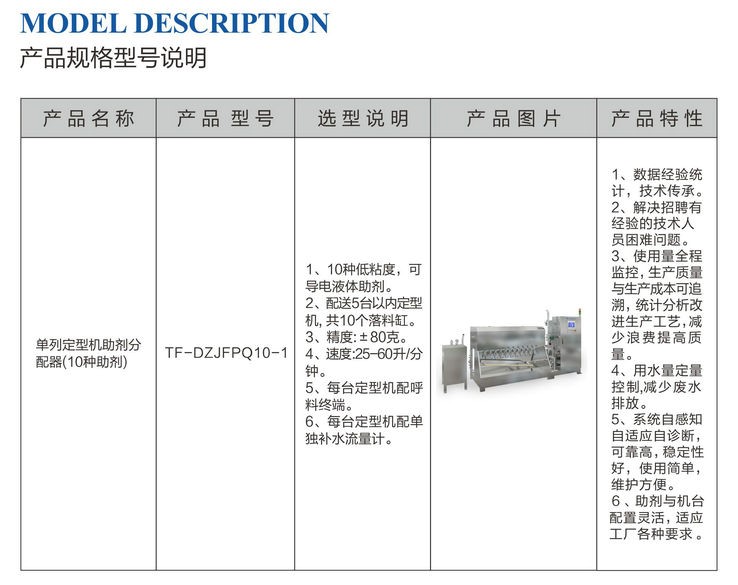 MODEL DESCRIPTION
产品规格型号说明
产品名称
产品 型号
选型说明
产品图片
产品特性
单列定型机助剂分
配器(10种助剂)
TF-DZJFPQ10-1
1、10种低粘度，可
导电液体助剂。
2、配送5台以内定型
机, 共10个落料缸。
3、精度: ±80克。
4、速度:25-60升/分
钟。
5、每台定型机配呼
料终端。
6、每台定型机配单
独补水流量计。
1、数据经验统
计，技术传承。
2、解决招聘有
经验的技术人
员困难问题。
3、使用量全程
监控, 生产质量
与生产成本可追
溯，统计分析改
进生产工艺, 减
少浪费提高质
量。
4、用水量定量
控制,减少废水
排放。
5、系统自感知
自适应自诊断，
可靠高，稳定性
好，使用简单，
维护方便。
6 、助剂与机台
配置灵活，适应
工厂各种要求 。